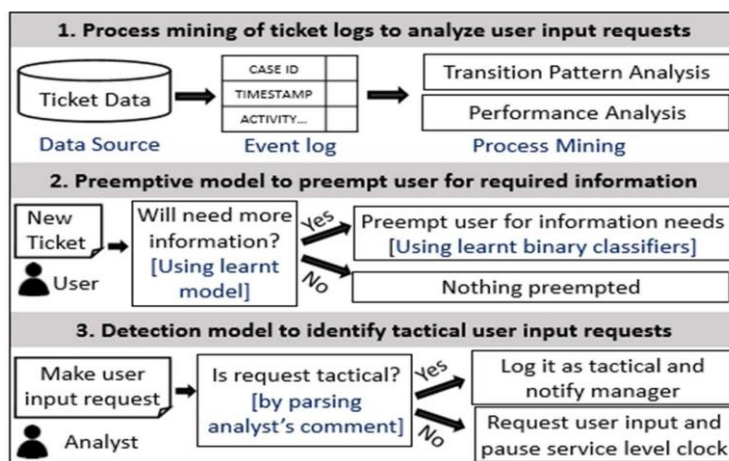 1. Process mining of ticket logs to analyze user input requests
Ticket Data
Data Source
CASE ID
TIMESTAMP
ACTIVITY...
Event log
Transition Pattern Analysis
Performance Analysis
Process Mining
2. Preemptive model to preempt user for required information
New
Ticket
User
Will need more
information?
[Using learnt
model]
Yes
No
Preempt user for information needs
[Using learnt binary classifiers]
Nothing preempted
3. Detection model to identify tactical user input requests
Make user
input request
Analyst
Is request tactical?
[by parsing
analyst's comment]
Yes
No
Log it as tactical and
notify manager
Request user input and
pause service level clock